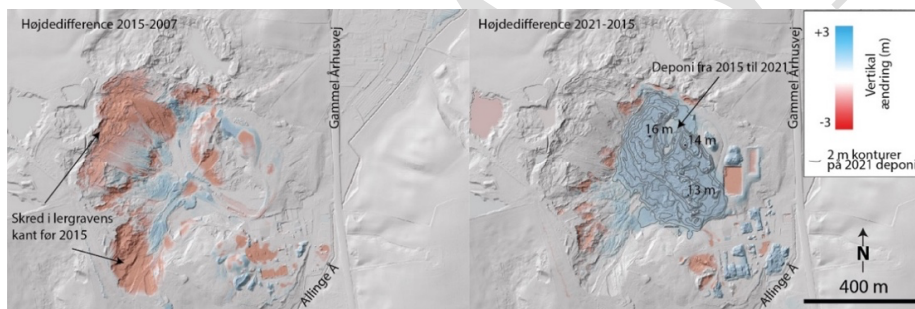 Højdedifference 2015-2007
Gammel Århusvej
Skred i lergravens
kant før 2015
Allinge Å
Højdedifference 2021-2015
Deponi fra 2015 til 2021
16 m
14 m
13 m
Gammel Århusvej
Allinge Å
+3
-3
Vertikal
ændring (m)
2 m konturer
på 2021 deponi
N
400 m